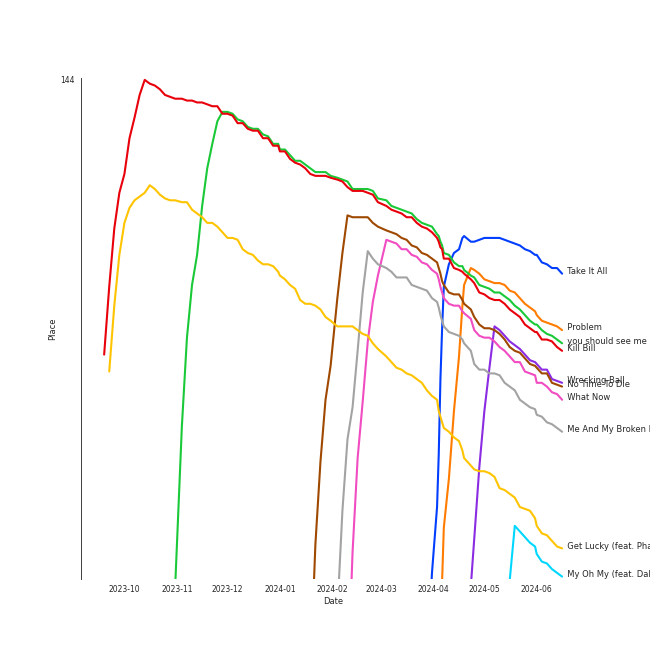 144
Place
Take It All
Problem
you should see me
Kill Bill
Wrecking Ball
No Time To Die
What Now
Me And My Broken
Get Lucky (feat. Pha
My Oh My (feat. Dal
2023-10
2023-11
2023-12
2024-01
2024-02
2024-03
2024-04
2024-05
2024-06
Date